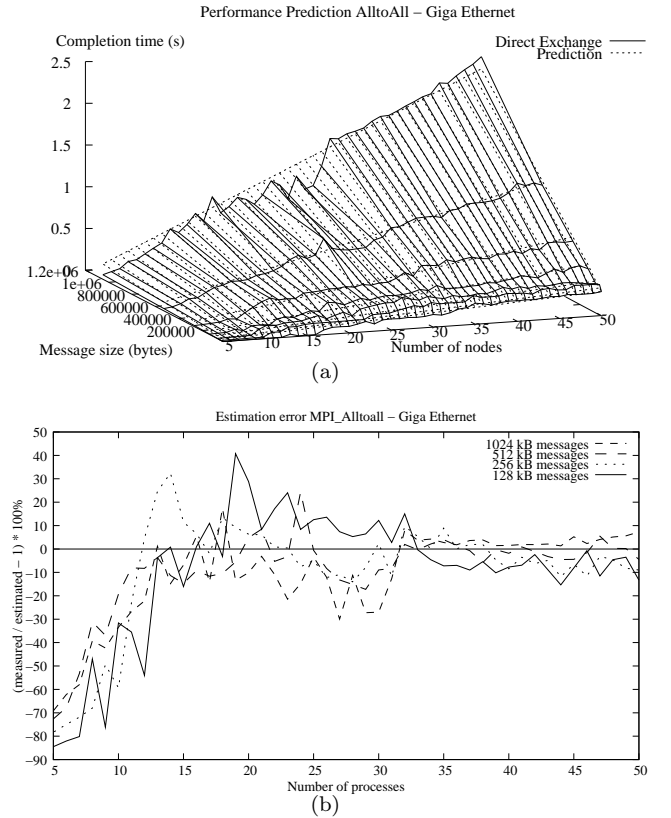 Performance Prediction AlltoAll – Giga Ethernet
Completion time (s)
Direct Exchange
Prediction
2.5
2
1.5
1
0.5
0
1.2e+06
1e+06
800000
600000
400000
200000
Message size (bytes)
5
10
15
20
25
30
35
40
45
50
Number of nodes
(a)
Estimation error MPI_Alltoall – Giga Ethernet
(measured / estimated – 1) * 100%
1024 kB messages
512 kB messages
256 kB messages
128 kB messages
50
40
30
20
10
0
–10
–20
–30
–40
–50
–60
–70
–80
–90
5
10
15
20
25
30
35
40
45
50
Number of processes
(b)